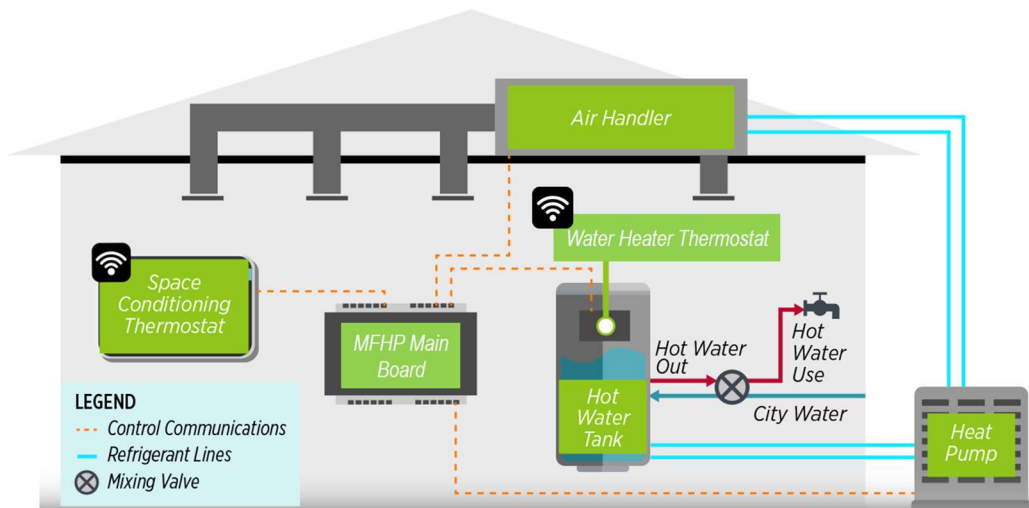 Air Handler
Water Heater Thermostat
Space
Conditioning
Thermostat
MFHP Main
Board
Hot Water
Out
Hot
Water
Use
Hot
Water
Tank
City Water
Heat
Pump
LEGEND
Control Communications
Refrigerant Lines
Mixing Valve